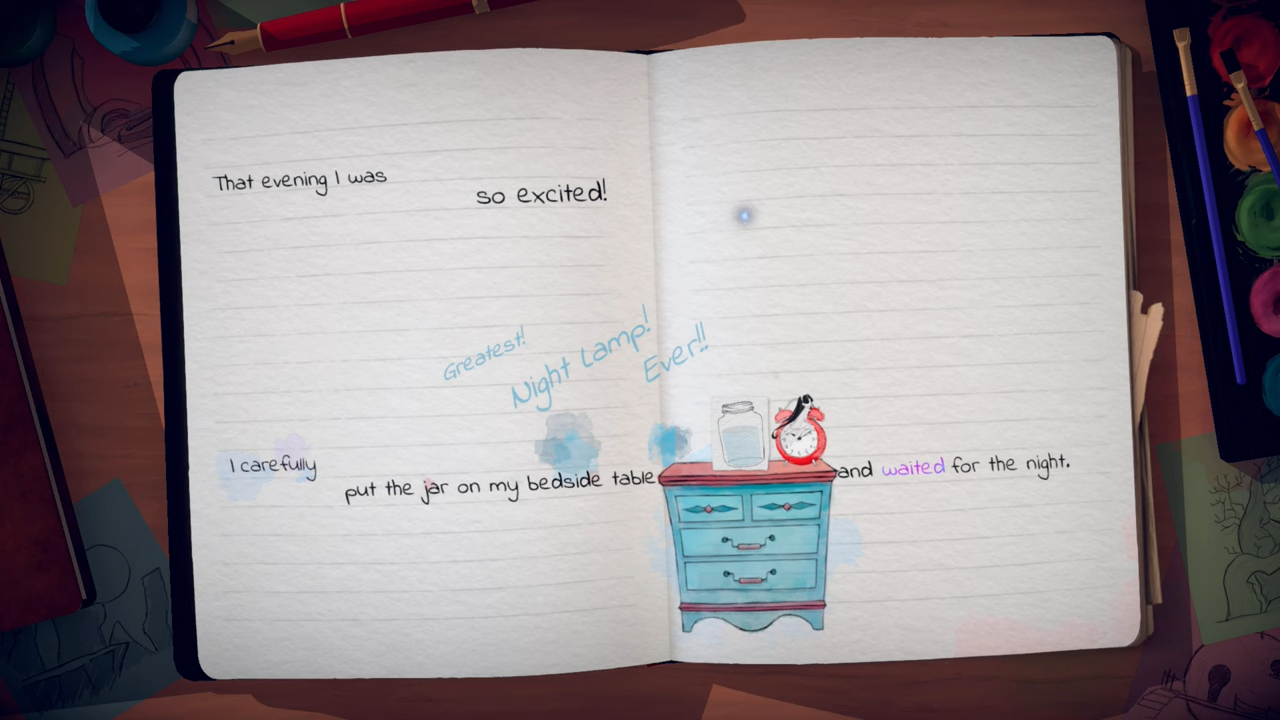 That evening I was
so excited!
Greatest!
Night Lamp!
Ever!!
I carefully
put the jar on my bedside table
and waited for the night.